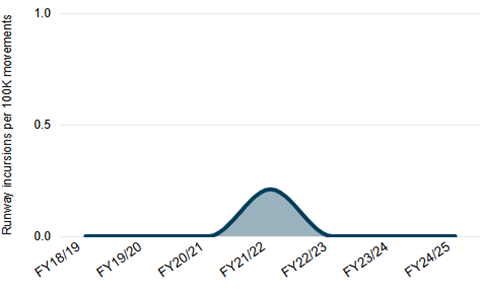 Runway incursions per 100K movements
1.0
0.5
0.0
FY18/19
FY19/20
FY20/21
FY21/22
FY22/23
FY23/24
FY24/25